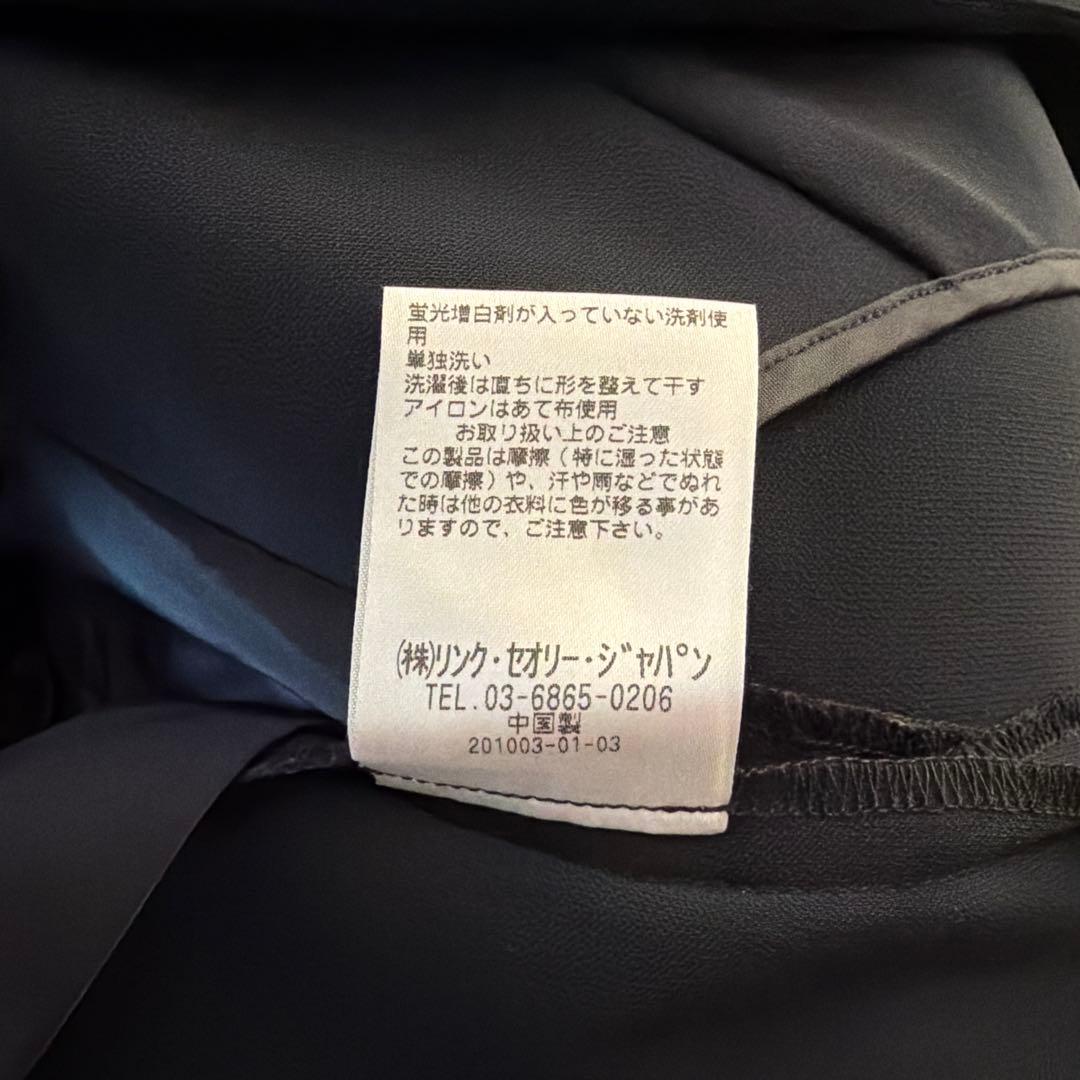 蛍光増白剤が入っていない洗剤使
用
単独洗い
洗濯後は直ちに形を整えて干す
アイロンはあて布使用
お取り扱い上のご注意
この製品は摩擦(特に湿った状態
での摩擦)や、汗や雨などでぬれ
た時は他の衣料に色が移る事があ
りますので、ご注意下さい。
㈱リンク・セオリー・ジャパン
TEL.03-6865-0206
中国製
201003-01-03